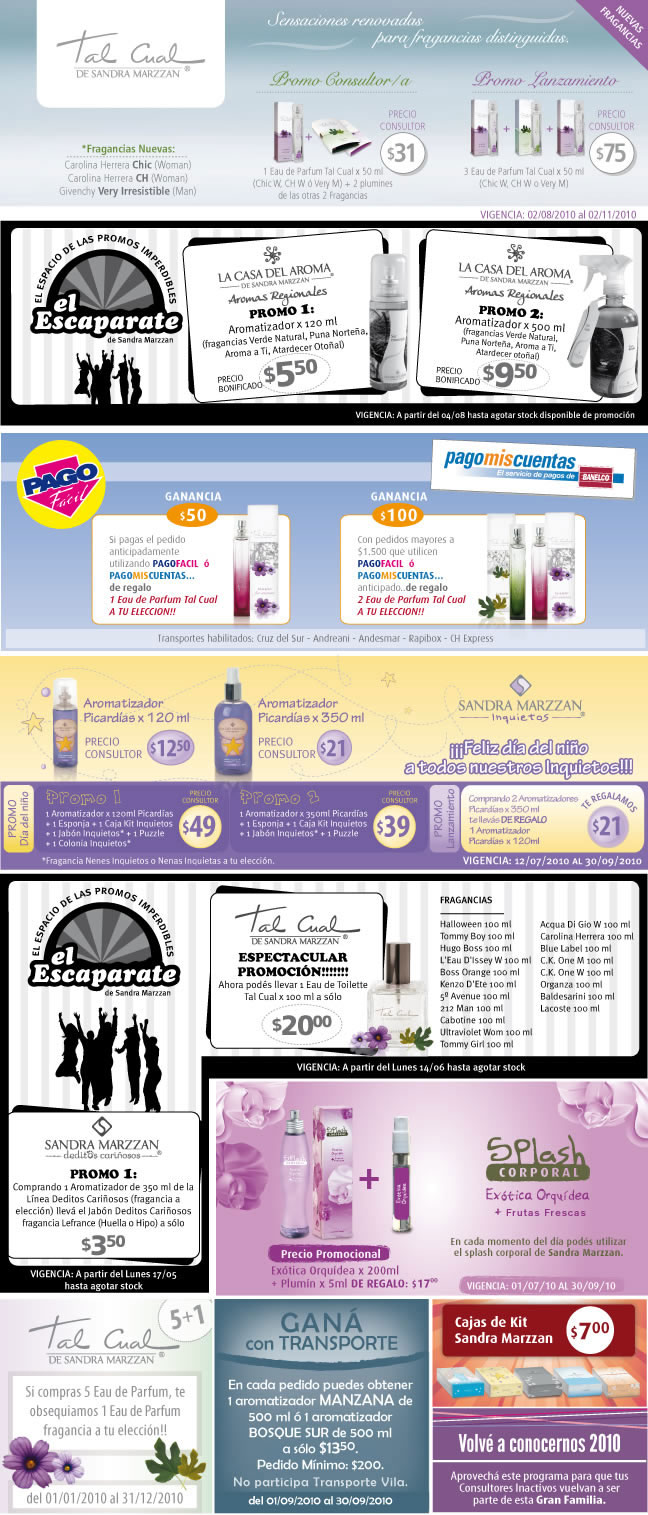 Tal Cual
DE SANDRA MARZZAN ®
*Fragancias Nuevas:
Carolina Herrera Chic (Woman)
Carolina Herrera CH (Woman)
Givenchy Very Irresistible (Man)
Sensaciones renovadas
para fragancias distinguidas.
NUEVAS
FRAGANCIAS
Promo Consultor/a
PRECIO
CONSULTOR
$31
1 Eau de Parfum Tal Cual x 50 ml
(Chic W, CH W ó Very M) + 2 plumines
de las otras 2 Fragancias
Promo Lanzamiento
PRECIO
CONSULTOR
$75
3 Eau de Parfum Tal Cual x 50 ml
(Chic W, CH W o Very M)
VIGENCIA: 02/08/2010 al 02/11/2010
EL ESPACIO DE LAS PROMOS IMPERDIBLES
el
Escaparate
de Sandra Marzzan
LA CASA DEL AROMA
DE SANDRA MARZZAN
Aromas Regionales
PROMO 1:
Aromatizador x 120 ml
(fragancias Verde Natural, Puna Norteña,
Aroma a Ti, Atardecer Otoñal)
PRECIO
BONIFICADO
$5.50
LA CASA DEL AROMA
DE SANDRA MARZZAN
Aromas Regionales
PROMO 2:
Aromatizador x 500 ml
(fragancias Verde Natural,
Puna Norteña, Aroma a Ti,
Atardecer otoñal)
PRECIO
BONIFICADO
$9.50
VIGENCIA: A partir del 04/08 hasta agotar stock disponible de promoción
PAGO
Fácil
pagomiscuentas
El servicio de pagos de BANELCO
GANANCIA
$50
Si pagas el pedido
anticipadamente
utilizando PAGOFACIL ó
PAGOMISCUENTAS...
de regalo
1 Eau de Parfum Tal Cual
A TU ELECCION!!
GANANCIA
$100
Con pedidos mayores a
$1.500 que utilicen
PAGOFACIL ó
PAGOMISCUENTAS...
anticipado..de regalo
2 Eau de Parfum Tal Cual
A TU ELECCION!!
Transportes habilitados: Cruz del Sur - Andreani - Andesmar - Rapibox - CH Express
Aromatizador
Picardías x 120 ml
PRECIO
CONSULTOR
$12.50
Aromatizador
Picardías x 350 ml
PRECIO
CONSULTOR
$21
SANDRA MARZZAN ®
Inquietos
¡¡¡Feliz día del niño
a todos nuestros Inquietos!!!
PROMO
Día del niño
Promo 1
1 Aromatizador x 120ml Picardías
+ 1 Esponja + 1 Caja Kit Inquietos
+ 1 Jabón Inquietos* + 1 Puzzle
+ 1 Colonia Inquietos*
PRECIO
CONSULTOR
$49
Promo 2
1 Aromatizador x 350ml Picardías
+ 1 Esponja + 1 Caja Kit Inquietos
+ 1 Jabón Inquietos* + 1 Puzzle
PRECIO
CONSULTOR
$39
*Fragancia Nenes Inquietos o Nenas Inquietas a tu elección.
PROMO
Lanzamiento
Comprando 2 Aromatizadores
Picardías x 350 ml
te llevás DE REGALO
1 Aromatizador
Picardías x 120ml
TE REGALAMOS
$21
VIGENCIA: 12/07/2010 AL 30/09/2010
EL ESPACIO DE LAS PROMOS IMPERDIBLES
el
Escaparate
de Sandra Marzzan
Tal Cual
DE SANDRA MARZZAN ®
ESPECTACULAR
PROMOCIÓN!!!!!!!
Ahora podés llevar 1 Eau de Toilette
Tal Cual x 100 ml a sólo
$20.00
FRAGANCIAS
Halloween 100 ml
Tommy Boy 100 ml
Hugo Boss 100 ml
L'Eau D'Issey W 100 ml
Boss Orange 100 ml
Kenzo D'Ete 100 ml
5º Avenue 100 ml
212 Man 100 ml
Cabotine 100 ml
Ultraviolet Wom 100 ml
Tommy Girl 100 ml
Acqua Di Gio W 100 ml
Carolina Herrera 100 ml
Blue Label 100 ml
C.K. One M 100 ml
C.K. One W 100 ml
Organza 100 ml
Baldesarini 100 ml
Lacoste 100 ml
VIGENCIA: A partir del Lunes 14/06 hasta agotar stock
SANDRA MARZZAN ®
deditos cariñosos
PROMO 1:
Comprando 1 Aromatizador de 350 ml de la
Línea Deditos Cariñosos (fragancia a
elección) llevá el Jabón Deditos Cariñosos
fragancia Lefrance (Huella o Hipo) a sólo
$3.50
VIGENCIA: A partir del Lunes 17/05
hasta agotar stock
Exótica Orquídea
Splash
CORPORAL
Exótica Orquídea
+ Frutas Frescas
En cada momento del día podés utilizar
el splash corporal de Sandra Marzzan.
Precio Promocional
Exótica Orquídea x 200ml
+ Plumín x 5ml DE REGALO: $17.00
VIGENCIA: 01/07/10 AL 30/09/10
5+1
Tal Cual
DE SANDRA MARZZAN ®
Si compras 5 Eau de Parfum, te
obsequiamos 1 Eau de Parfum
fragancia a tu elección!!
del 01/01/2010 al 31/12/2010
GANÁ
con TRANSPORTE
En cada pedido puedes obtener
1 aromatizador MANZANA de
500 ml ó 1 aromatizador
BOSQUE SUR de 500 ml
a sólo $13.50.
Pedido Mínimo: $200.
No participa Transporte Vila.
del 01/09/2010 al 30/09/2010
Cajas de Kit
Sandra Marzzan
$7.00
Volvé a conocernos 2010
Aprovechá este programa para que tus
Consultores Inactivos vuelvan a ser
parte de esta Gran Familia.